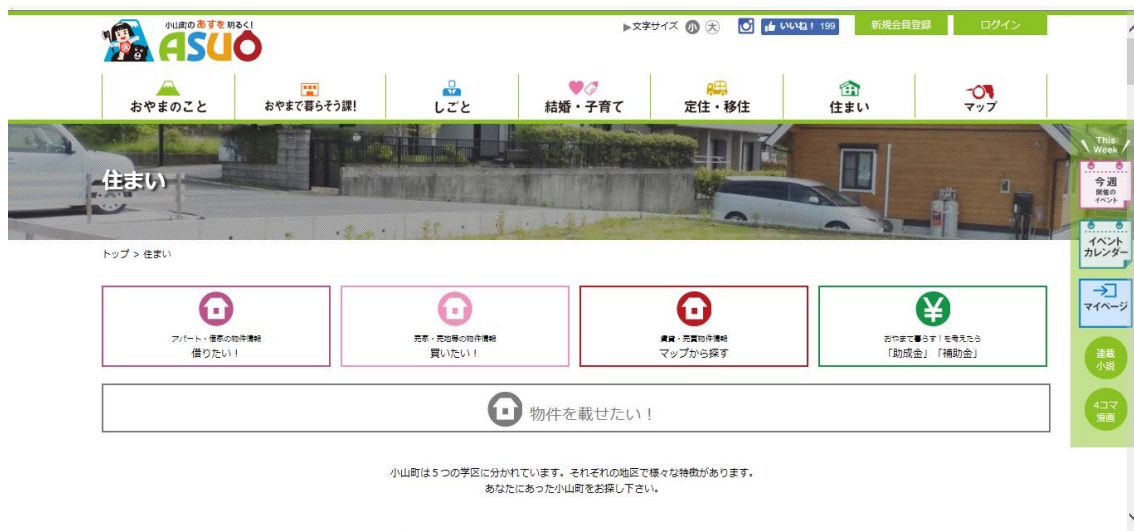 小山町のあすを明るく!
ASUO
▶文字サイズ 小 大
いいね! 199
新規会員登録
ログイン
おやまのこと
おやまで暮らそう課!
しごと
結婚・子育て
定住・移住
住まい
マップ
住まい
This Week
今週
開催の
イベント
イベント
カレンダー
マイページ
連載
小説
4コマ
漫画
トップ > 住まい
アパート・借家の物件情報
借りたい!
売家・売地等の物件情報
買いたい!
賃貸・売買物件情報
マップから探す
おやまで暮らす!を考えたら
「助成金」「補助金」
物件を載せたい!
小山町は5つの学区に分かれています。それぞれの地区で様々な特徴があります。
あなたにあった小山町をお探し下さい。